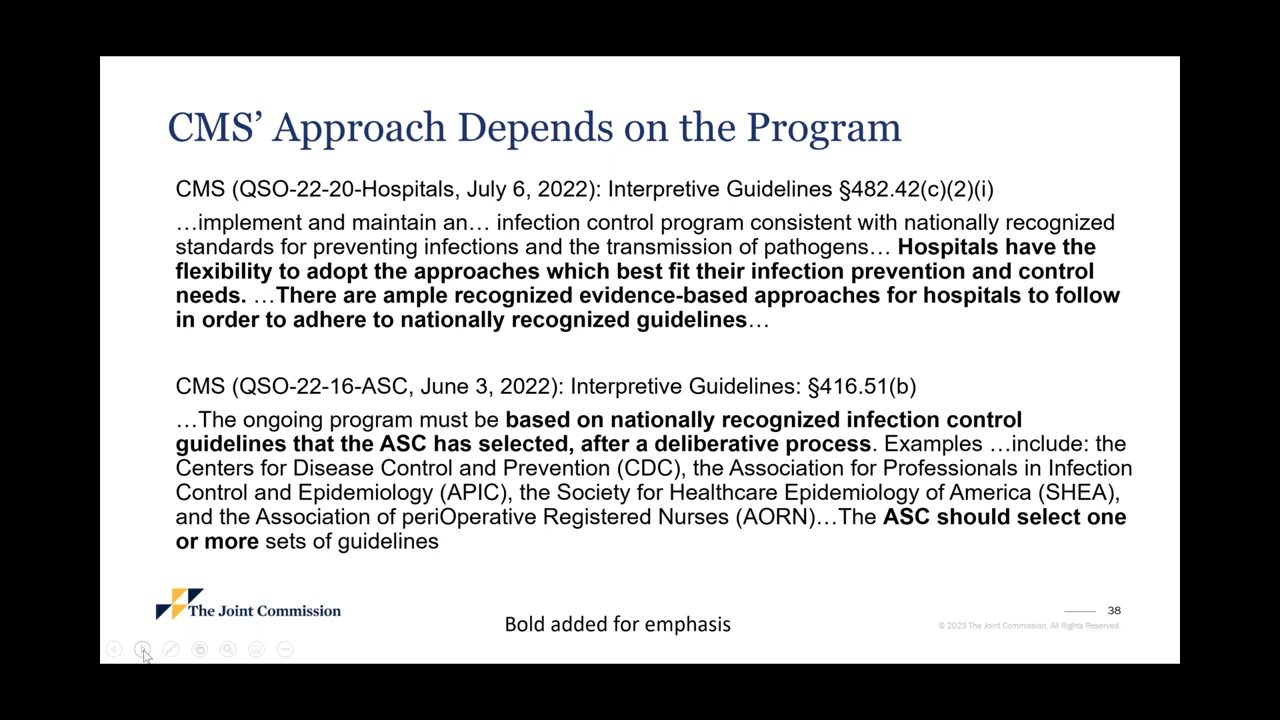 CMS’ Approach Depends on the Program
CMS (QSO-22-20-Hospitals, July 6, 2022): Interpretive Guidelines §482.42(c)(2)(i)
…implement and maintain an… infection control program consistent with nationally recognized
standards for preventing infections and the transmission of pathogens… Hospitals have the
flexibility to adopt the approaches which best fit their infection prevention and control
needs. …There are ample recognized evidence-based approaches for hospitals to follow
in order to adhere to nationally recognized guidelines…
CMS (QSO-22-16-ASC, June 3, 2022): Interpretive Guidelines: §416.51(b)
…The ongoing program must be based on nationally recognized infection control
guidelines that the ASC has selected, after a deliberative process. Examples …include: the
Centers for Disease Control and Prevention (CDC), the Association for Professionals in Infection
Control and Epidemiology (APIC), the Society for Healthcare Epidemiology of America (SHEA),
and the Association of periOperative Registered Nurses (AORN)…The ASC should select one
or more sets of guidelines
The Joint Commission
Bold added for emphasis
38
© 2023 The Joint Commission. All Rights Reserved.